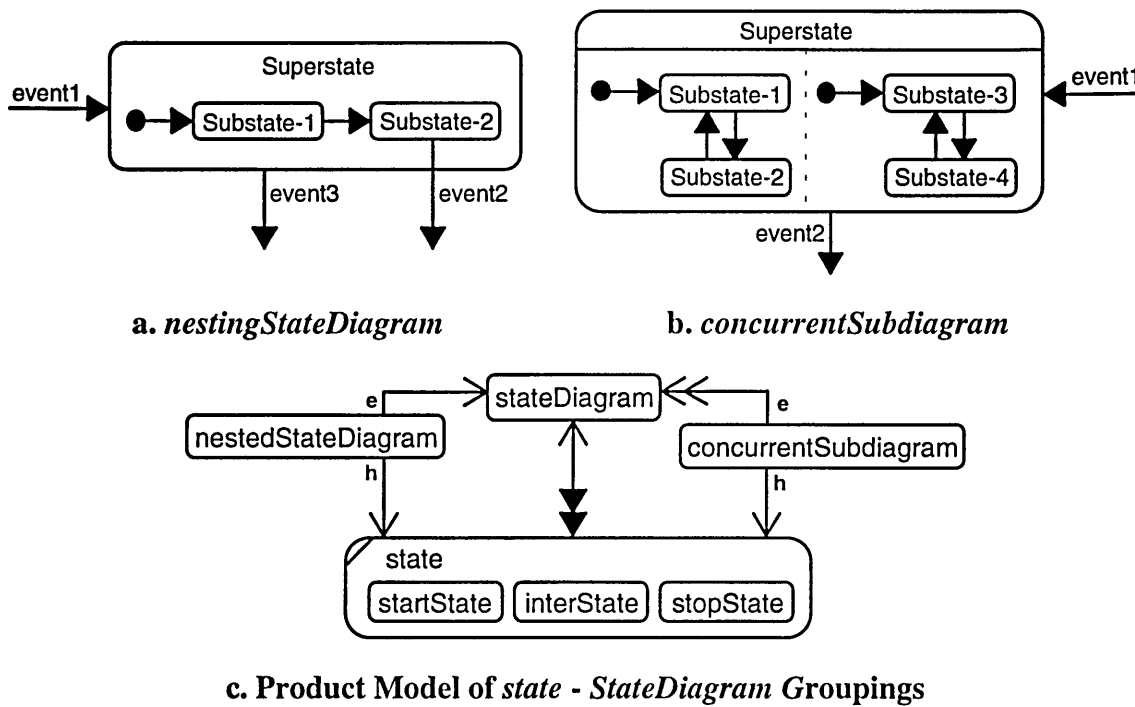 Superstate
event1
Substate-1
Substate-2
event3
event2
a. nestingStateDiagram
Superstate
event1
Substate-1
Substate-3
Substate-2
Substate-4
event2
b. concurrentSubdiagram
e
stateDiagram
e
nestedStateDiagram
concurrentSubdiagram
h
h
state
startState
interState
stopState
c. Product Model of state - StateDiagram Groupings